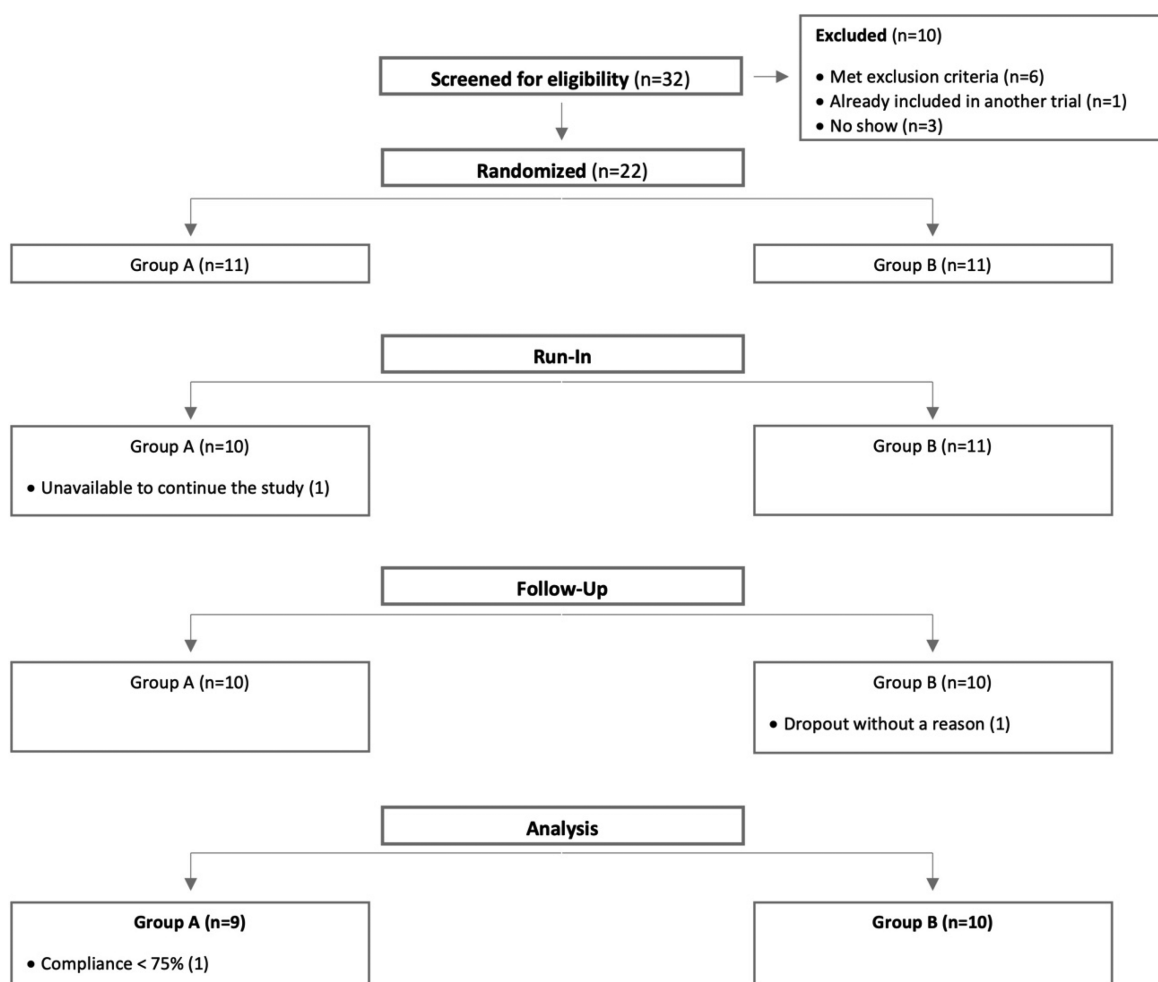 Excluded (n=10)
Screened for eligibility (n=32)
• Met exclusion criteria (n=6)
• Already included in another trial (n=1)
• No show (n=3)
Randomized (n=22)
Group A (n=11)
Group B (n=11)
Run-In
Group A (n=10)
• Unavailable to continue the study (1)
Group B (n=11)
Follow-Up
Group A (n=10)
Group B (n=10)
• Dropout without a reason (1)
Analysis
Group A (n=9)
• Compliance < 75% (1)
Group B (n=10)